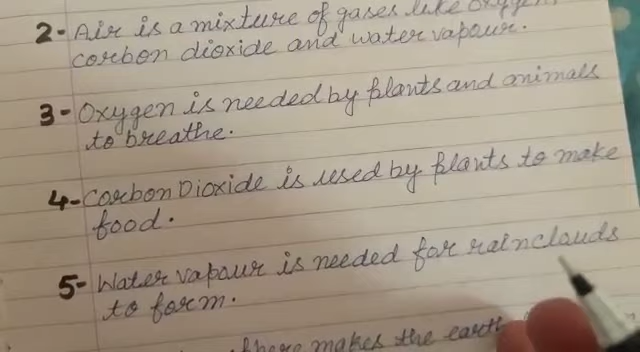 2- Air is a mixture of gases like oxygen,
carbon dioxide and water vapour.
3- Oxygen is needed by plants and animals
to breathe.
4- Carbon Dioxide is used by plants to make
food.
5- Water vapour is needed for rainclouds
to form.
makes the earth